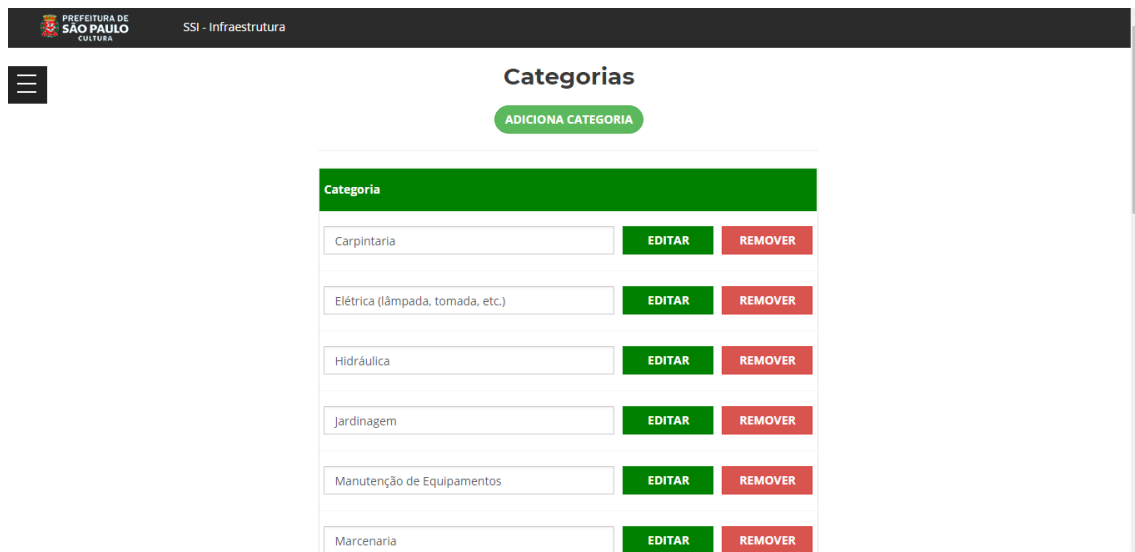 PREFEITURA DE
SÃO PAULO
CULTURA
SSI - Infraestrutura
Categorias
ADICIONA CATEGORIA
Categoria
Carpintaria EDITAR REMOVER
Elétrica (lâmpada, tomada, etc.) EDITAR REMOVER
Hidráulica EDITAR REMOVER
Jardinagem EDITAR REMOVER
Manutenção de Equipamentos EDITAR REMOVER
Marcenaria EDITAR REMOVER